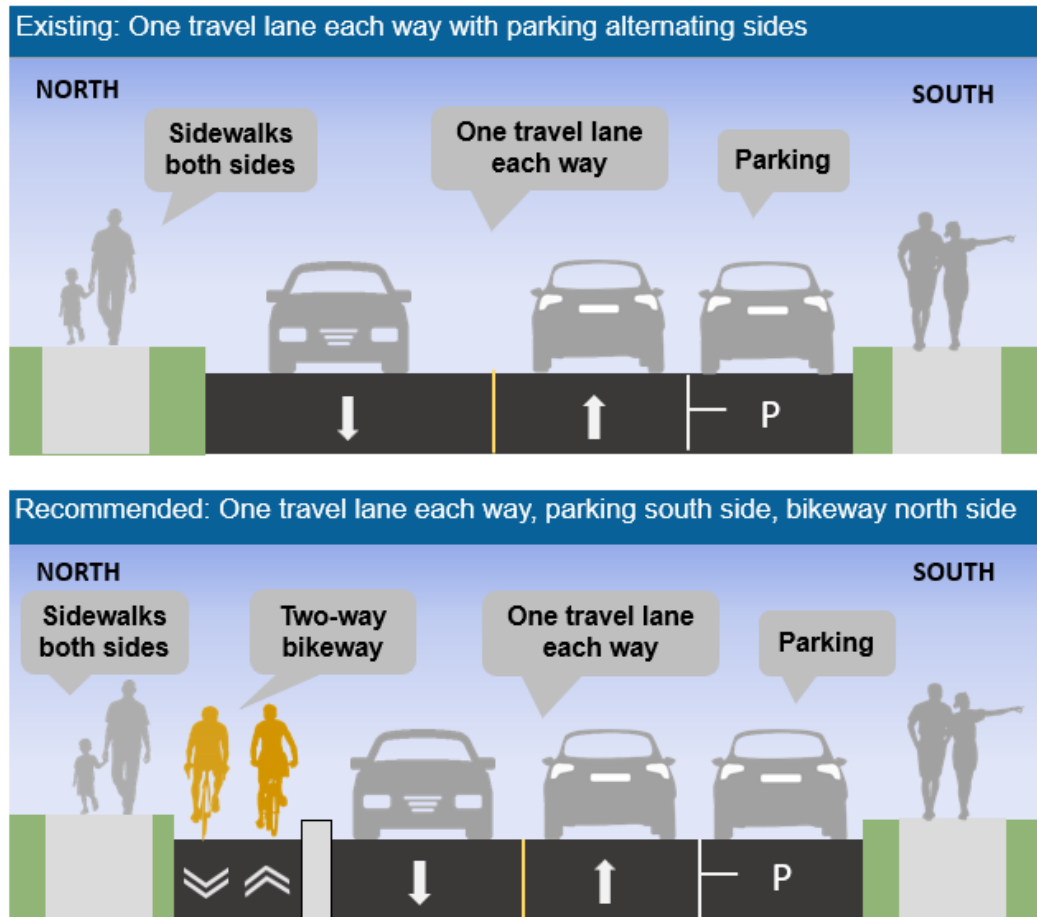 Existing: One travel lane each way with parking alternating sides
NORTH
SOUTH
Sidewalks
both sides
One travel lane
each way
Parking
P
Recommended: One travel lane each way, parking south side, bikeway north side
NORTH
SOUTH
Sidewalks
both sides
Two-way
bikeway
One travel lane
each way
Parking
P